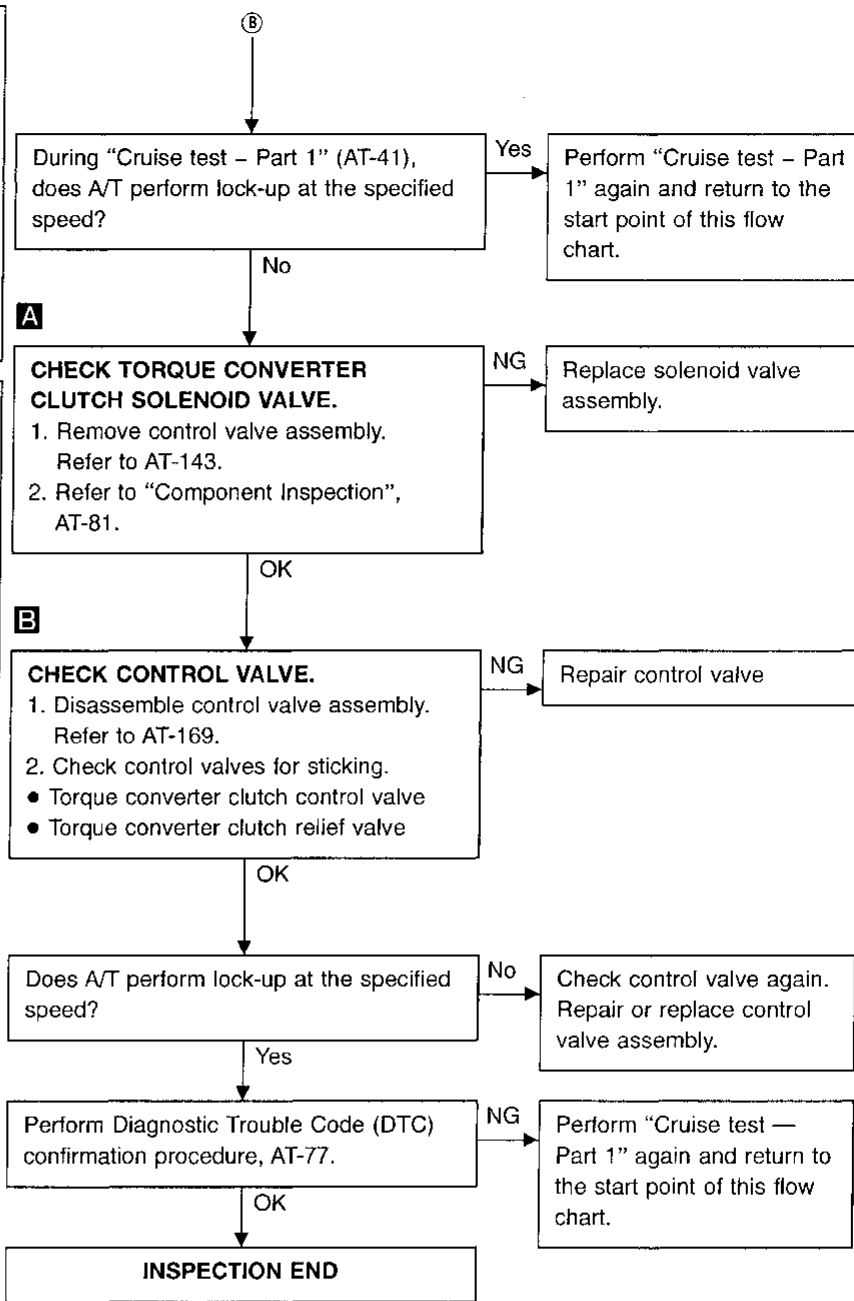 B
During “Cruise test – Part 1” (AT-41),
does A/T perform lock-up at the specified
speed?
Yes
Perform “Cruise test – Part
1” again and return to the
start point of this flow
chart.
No
A
CHECK TORQUE CONVERTER
CLUTCH SOLENOID VALVE.
1. Remove control valve assembly.
Refer to AT-143.
2. Refer to “Component Inspection”,
AT-81.
NG
Replace solenoid valve
assembly.
OK
B
CHECK CONTROL VALVE.
1. Disassemble control valve assembly.
Refer to AT-169.
2. Check control valves for sticking.
● Torque converter clutch control valve
● Torque converter clutch relief valve
NG
Repair control valve
OK
Does A/T perform lock-up at the specified
speed?
No
Check control valve again.
Repair or replace control
valve assembly.
Yes
Perform Diagnostic Trouble Code (DTC)
confirmation procedure, AT-77.
NG
Perform “Cruise test —
Part 1” again and return to
the start point of this flow
chart.
OK
INSPECTION END